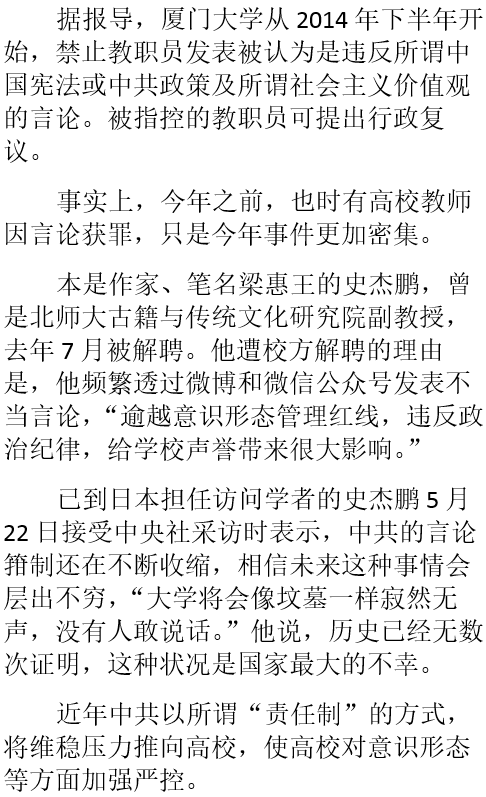 据报导，厦门大学从 2014 年下半年开
始，禁止教职员发表被认为是违反所谓中
国宪法或中共政策及所谓社会主义价值观
的言论。被指控的教职员可提出行政复
议。
事实上，今年之前，也时有高校教师
因言论获罪，只是今年事件更加密集。
本是作家、笔名梁惠王的史杰鹏，曾
是北师大古籍与传统文化研究院副教授，
去年 7 月被解聘。他遭校方解聘的理由
是，他频繁透过微博和微信公众号发表不
当言论，“逾越意识形态管理红线，违反政
治纪律，给学校声誉带来很大影响。”
已到日本担任访问学者的史杰鹏 5 月
22 日接受中央社采访时表示，中共的言论
箝制还在不断收缩，相信未来这种事情会
层出不穷，“大学将会像坟墓一样寂然无
声，没有人敢说话。”他说，历史已经无数
次证明，这种状况是国家最大的不幸。
近年中共以所谓“责任制”的方式，
将维稳压力推向高校，使高校对意识形态
等方面加强严控。